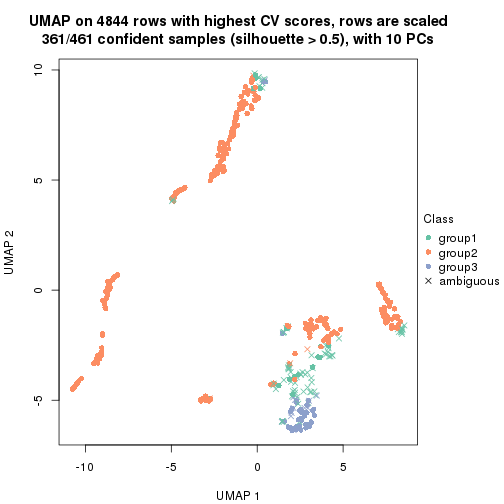 UMAP on 4844 rows with highest CV scores, rows are scaled
361/461 confident samples (silhouette > 0.5), with 10 PCs
10
5
0
-5
UMAP 2
-10
-5
0
5
UMAP 1
Class
group1
group2
group3
ambiguous